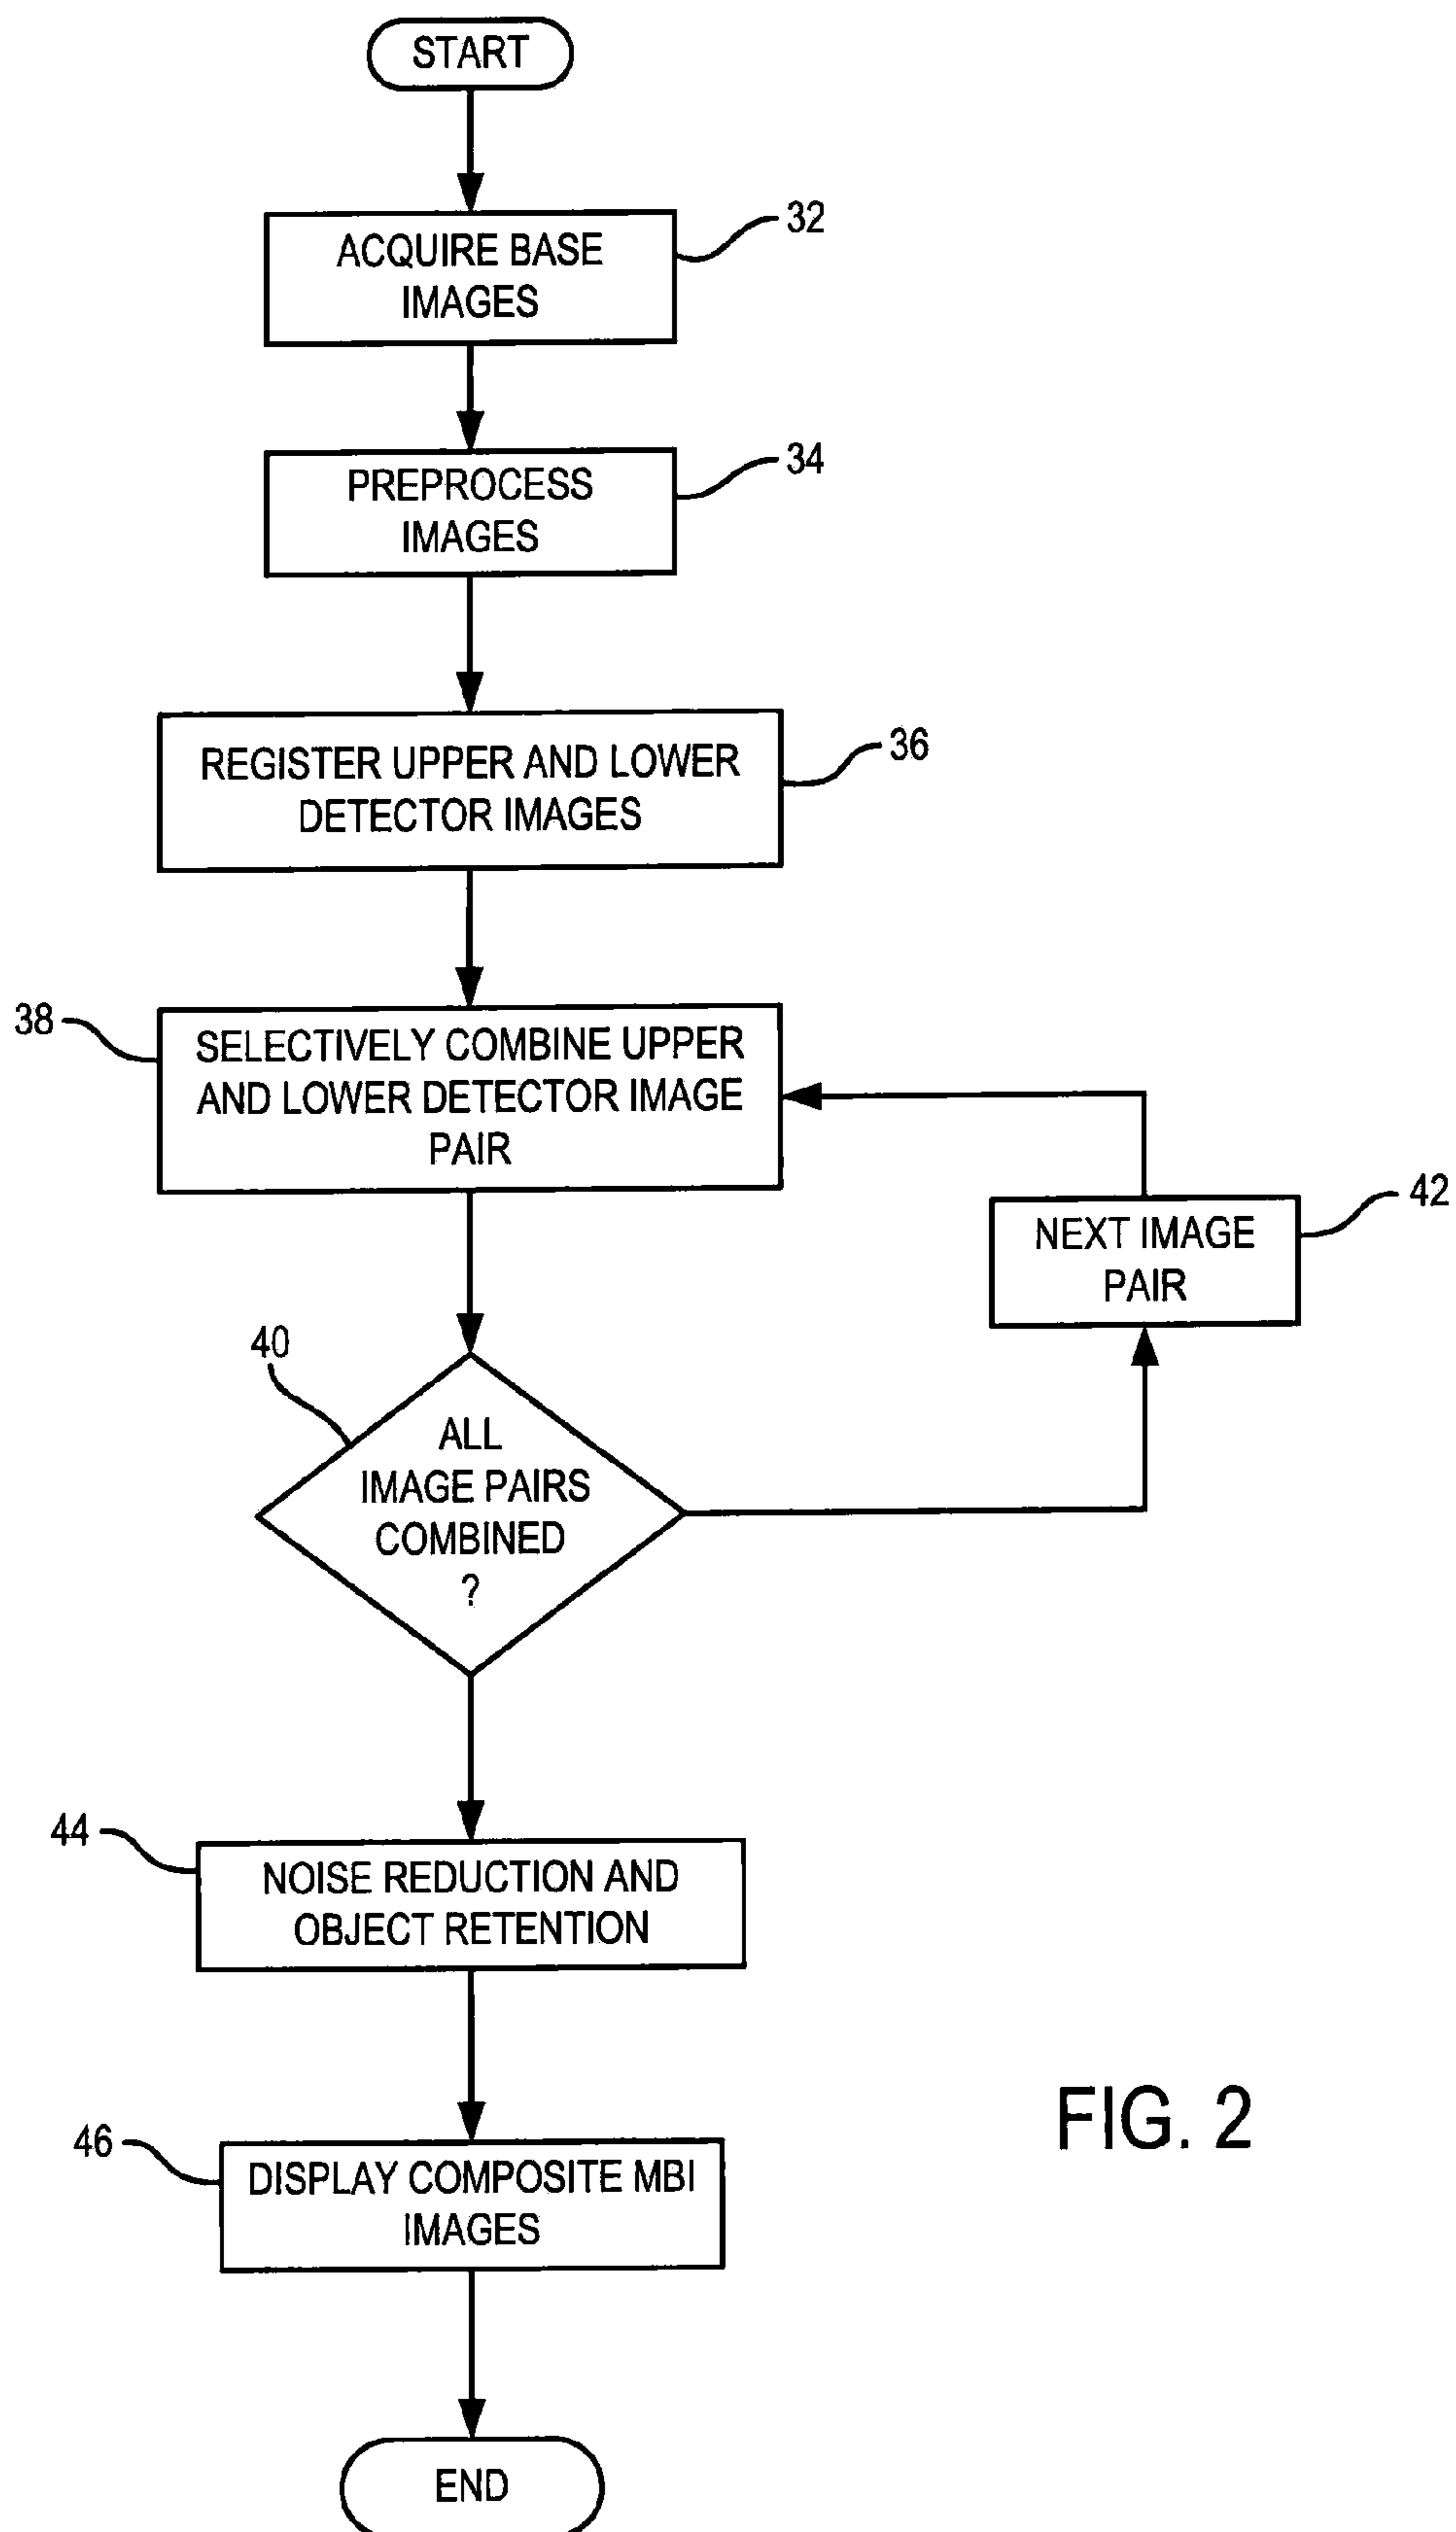 START
32
ACQUIRE BASE
IMAGES
34
PREPROCESS
IMAGES
36
REGISTER UPPER AND LOWER
DETECTOR IMAGES
38
SELECTIVELY COMBINE UPPER
AND LOWER DETECTOR IMAGE
PAIR
42
NEXT IMAGE
PAIR
40
ALL
IMAGE PAIRS
COMBINED
?
44
NOISE REDUCTION AND
OBJECT RETENTION
46
DISPLAY COMPOSITE MBI
IMAGES
FIG. 2
END